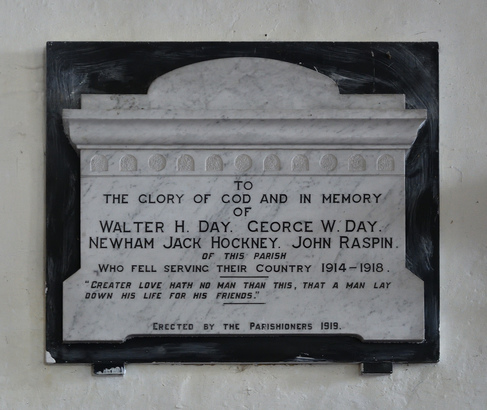 TO
THE GLORY OF GOD AND IN MEMORY
OF
WALTER H. DAY. GEORGE W. DAY.
NEWHAM JACK HOCKNEY. JOHN RASPIN.
OF THIS PARISH
WHO FELL SERVING THEIR COUNTRY 1914-1918.
"GREATER LOVE HATH NO MAN THAN THIS, THAT A MAN LAY
DOWN HIS LIFE FOR HIS FRIENDS."
ERECTED BY THE PARISHIONERS 1919.